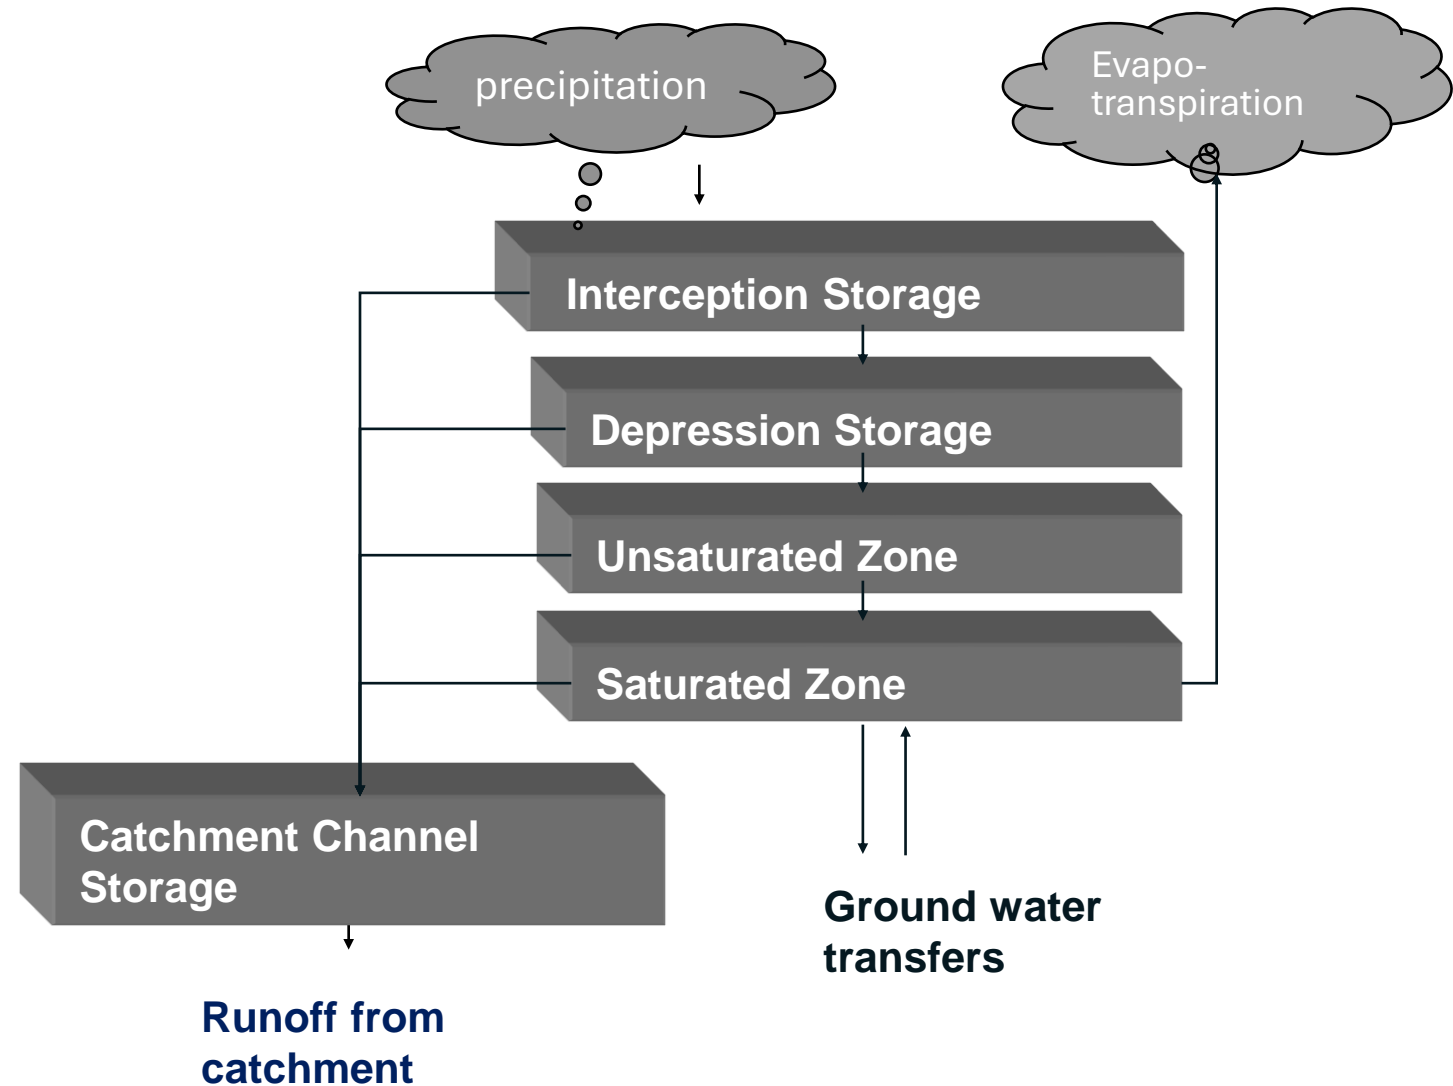 precipitation
Evapo-
transpiration
Interception Storage
Depression Storage
Unsaturated Zone
Saturated Zone
Catchment Channel
Storage
Ground water
transfers
Runoff from
catchment